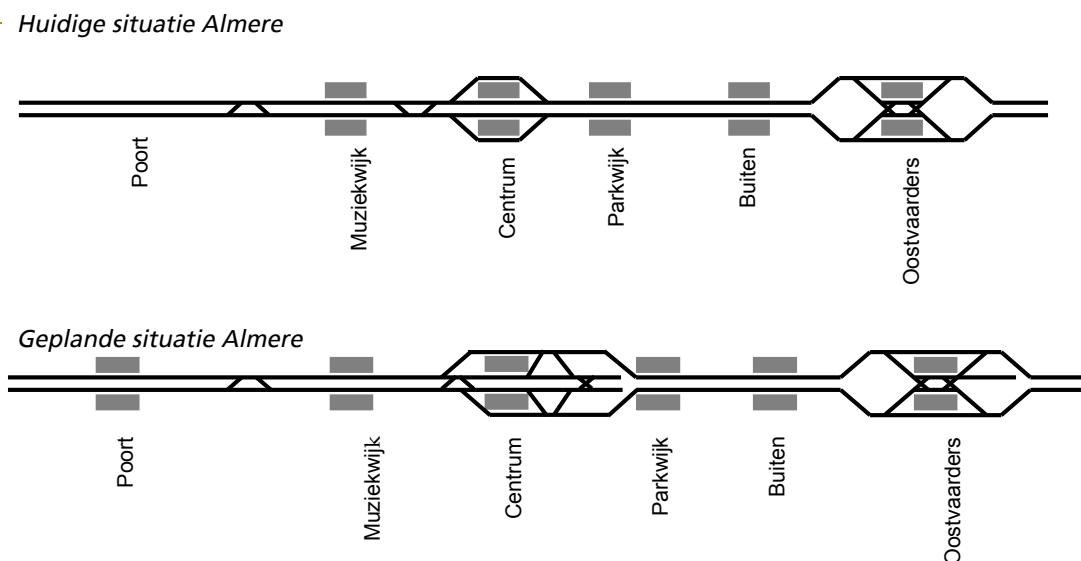 Huidige situatie Almere
Poort
Muziekwijk
Centrum
Parkwijk
Buiten
Oostvaarders
Geplande situatie Almere
Poort
Muziekwijk
Centrum
Parkwijk
Buiten
Oostvaarders